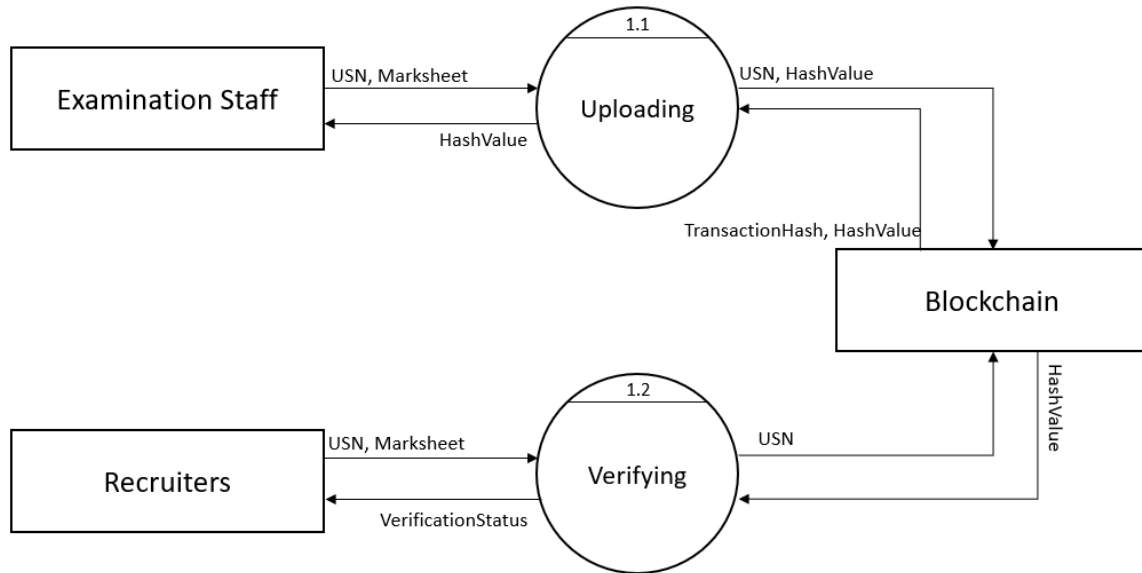 1.1
Examination Staff
USN, Marksheet
Uploading
USN, HashValue
HashValue
TransactionHash, HashValue
Blockchain
HashValue
1.2
Recruiters
USN, Marksheet
Verifying
USN
VerificationStatus